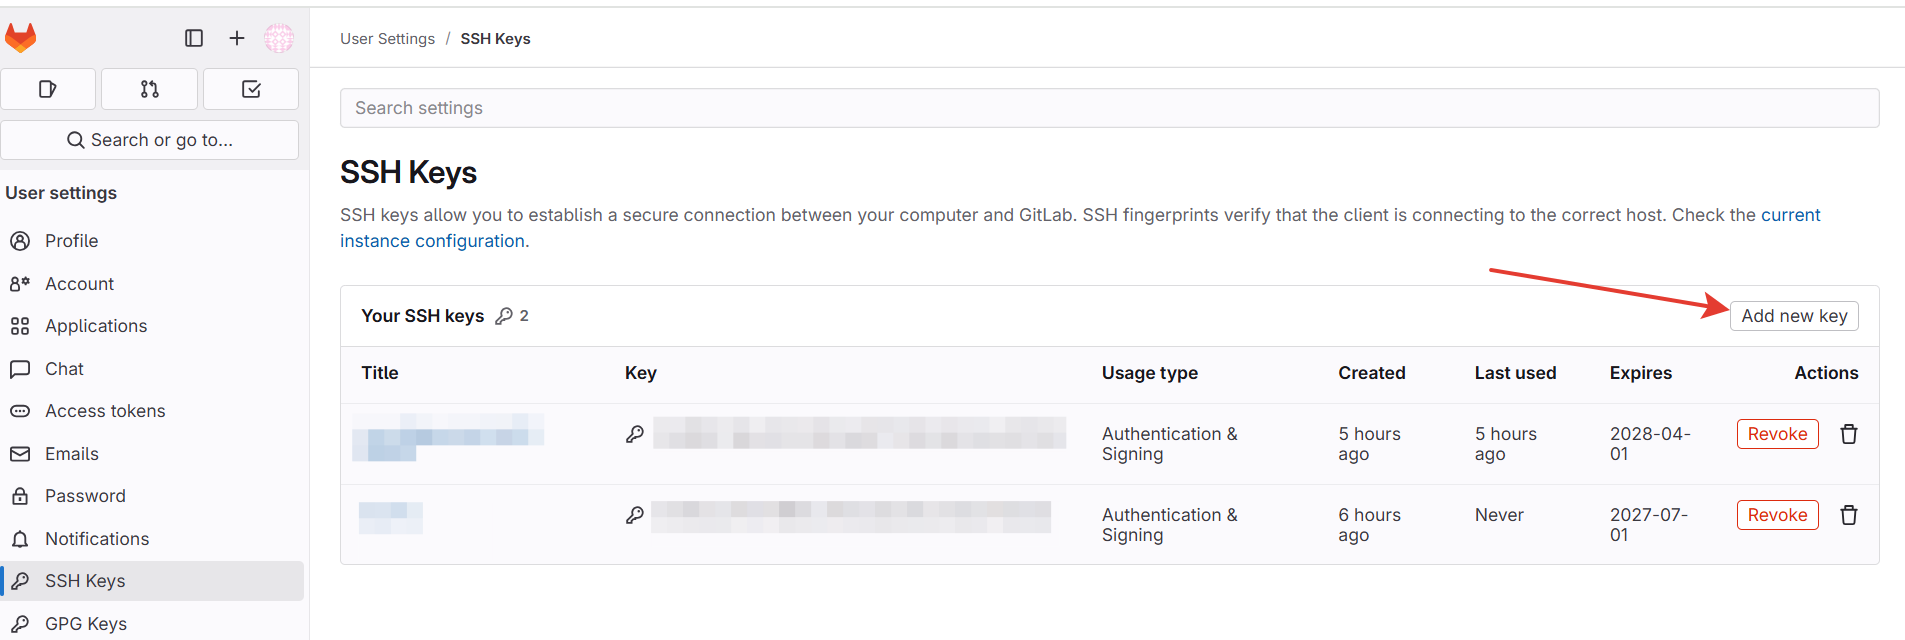 User Settings / SSH Keys
Search or go to...
User settings
Profile
Account
Applications
Chat
Access tokens
Emails
Password
Notifications
SSH Keys
GPG Keys
Search settings
SSH Keys
SSH keys allow you to establish a secure connection between your computer and GitLab. SSH fingerprints verify that the client is connecting to the correct host. Check the current
instance configuration.
Your SSH keys 2
Add new key
Title Key Usage type Created Last used Expires Actions
Authentication & 5 hours 5 hours 2028-04- Revoke
Signing ago ago 01
Authentication & 6 hours Never 2027-07- Revoke
Signing ago 01